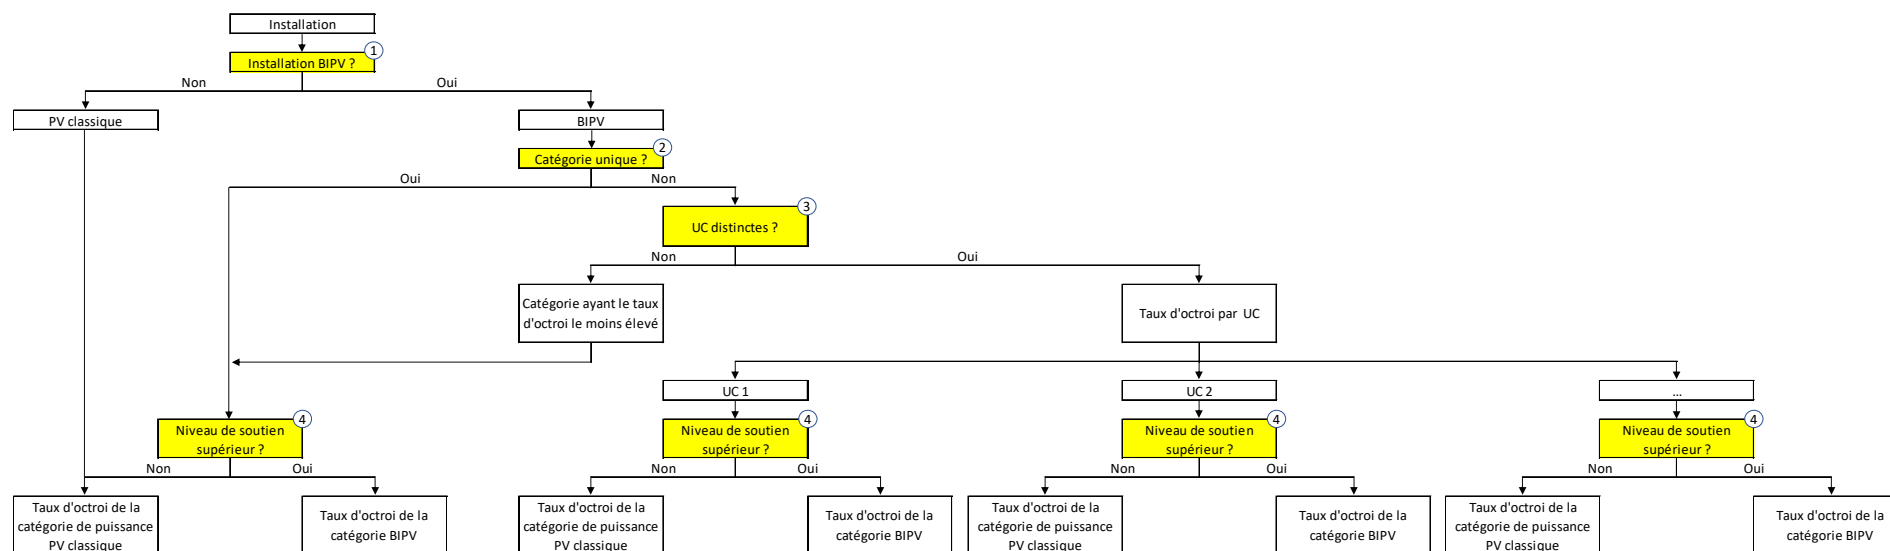 Installation
1
Installation BIPV ?
Non
Oui
PV classique
BIPV
2
Catégorie unique ?
Oui
Non
3
UC distinctes ?
Non
Oui
Catégorie ayant le taux
d'octroi le moins élevé
Taux d'octroi par UC
UC 1
UC 2
...
4
Niveau de soutien
supérieur ?
4
Niveau de soutien
supérieur ?
4
Niveau de soutien
supérieur ?
4
Niveau de soutien
supérieur ?
Non
Oui
Non
Oui
Non
Oui
Non
Oui
Taux d'octroi de la
catégorie de puissance
PV classique
Taux d'octroi de la
catégorie BIPV
Taux d'octroi de la
catégorie de puissance
PV classique
Taux d'octroi de la
catégorie BIPV
Taux d'octroi de la
catégorie de puissance
PV classique
Taux d'octroi de la
catégorie BIPV
Taux d'octroi de la
catégorie de puissance
PV classique
Taux d'octroi de la
catégorie BIPV